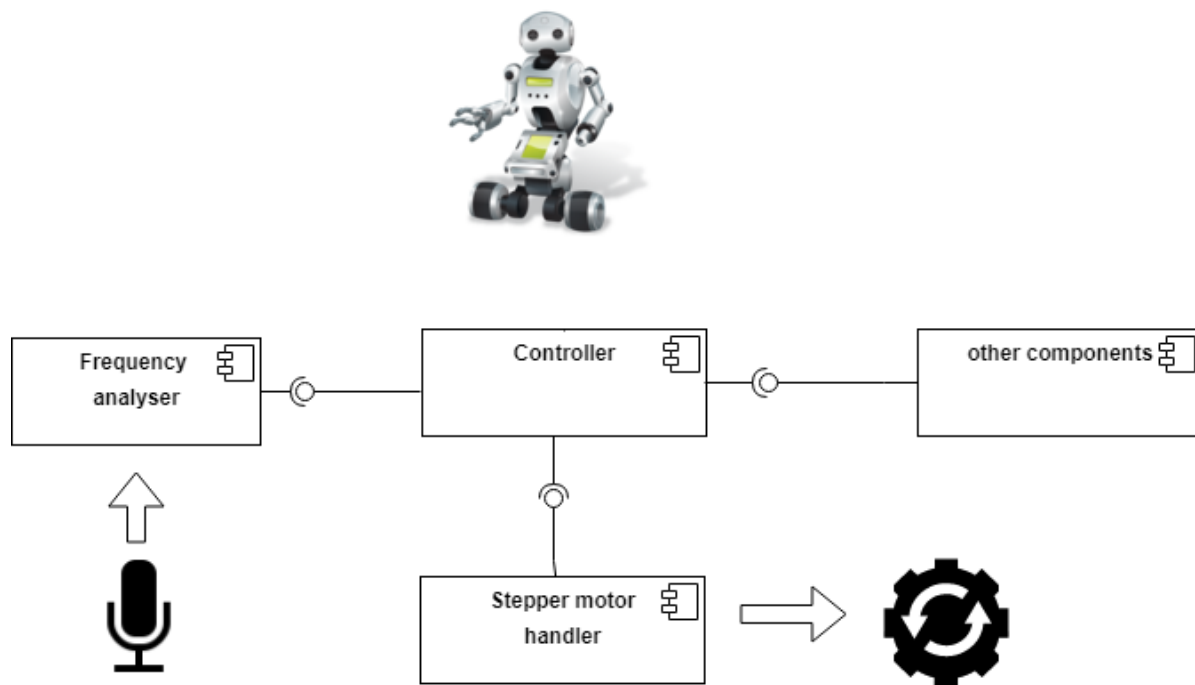 Frequency
analyser
Controller
other components
Stepper motor
handler